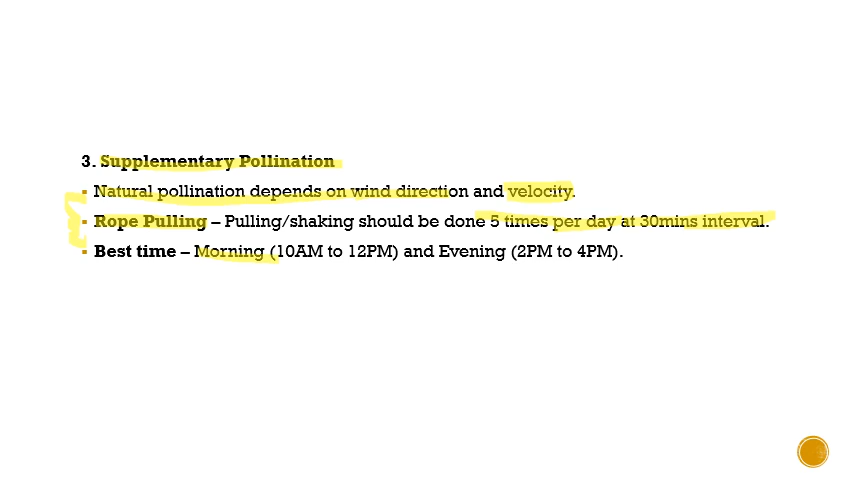 3. Supplementary Pollination
▪ Natural pollination depends on wind direction and velocity.
▪ Rope Pulling – Pulling/shaking should be done 5 times per day at 30mins interval.
▪ Best time – Morning (10AM to 12PM) and Evening (2PM to 4PM).